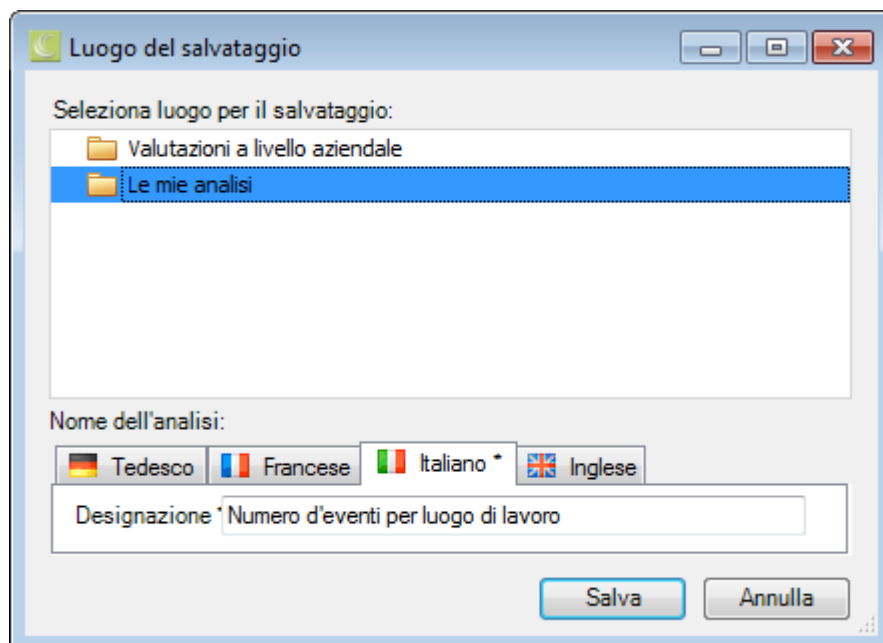 Luogo del salvataggio
Seleziona luogo per il salvataggio:
Valutazioni a livello aziendale
Le mie analisi
Nome dell'analisi:
Tedesco Francese Italiano * Inglese
Designazione * Numero d'eventi per luogo di lavoro
Salva Annulla